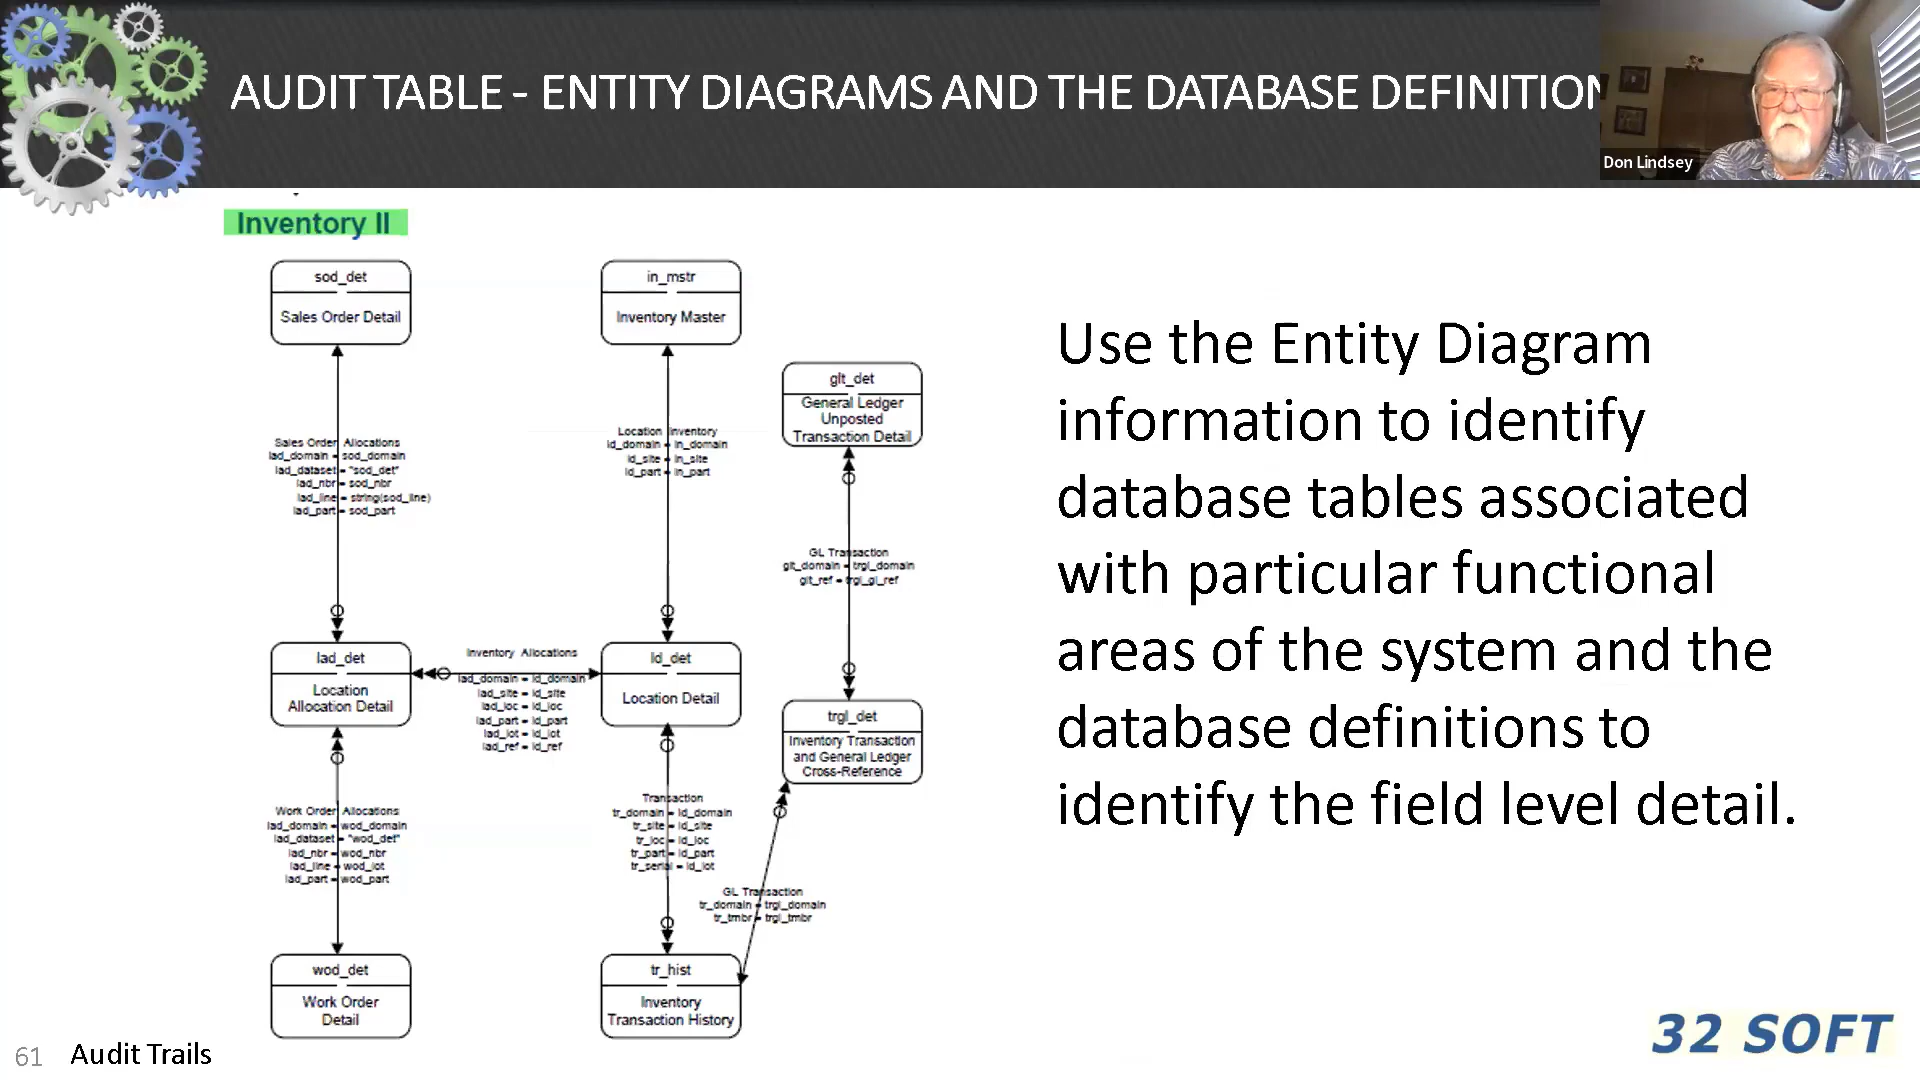 AUDIT TABLE - ENTITY DIAGRAMS AND THE DATABASE DEFINITION
Don Lindsey
Inventory II
sod_det
Sales Order Detail
in_mstr
Inventory Master
glt_det
General Ledger
Unposted
Transaction Detail
Sales Order Allocations
lad_domain = sod_domain
lad_dataset = "sod_det"
lad_nbr = sod_nbr
lad_line = string(sod_line)
lad_part = sod_part
Location Inventory
ld_domain = in_domain
ld_site = in_site
ld_part = in_part
GL Transaction
glt_domain = trgl_domain
glt_ref = trgl_gl_ref
lad_det
Location
Allocation Detail
Inventory Allocations
lad_domain = ld_domain
lad_site = ld_site
lad_loc = ld_loc
lad_part = ld_part
lad_lot = ld_lot
lad_ref = ld_ref
ld_det
Location Detail
trgl_det
Inventory Transaction
and General Ledger
Cross-Reference
Work Order Allocations
lad_domain = wod_domain
lad_dataset = "wod_det"
lad_nbr = wod_nbr
lad_line = wod_lot
lad_part = wod_part
Transaction
tr_domain = ld_domain
tr_site = ld_site
tr_loc = ld_loc
tr_part = ld_part
tr_serial = ld_lot
GL Transaction
tr_domain = trgl_domain
tr_trnbr = trgl_trnbr
wod_det
Work Order
Detail
tr_hist
Inventory
Transaction History
Use the Entity Diagram
information to identify
database tables associated
with particular functional
areas of the system and the
database definitions to
identify the field level detail.
61 Audit Trails
32 SOFT